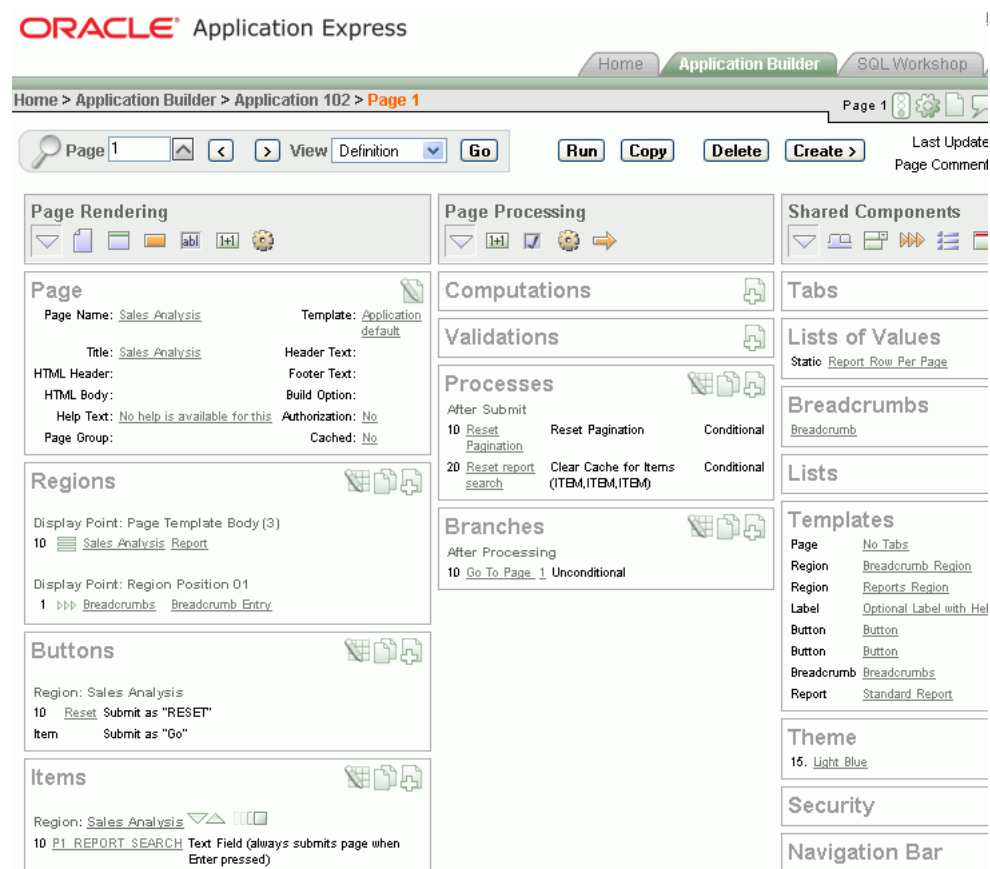 ORACLE Application Express
Home Application Builder SQL Workshop
Home > Application Builder > Application 102 > Page 1
Page 1
Page 1 < > View Definition Go Run Copy Delete Create >
Last Update
Page Comment
Page Rendering
Page
Page Name: Sales Analysis Template: Application
default
Title: Sales Analysis Header Text:
HTML Header: Footer Text:
HTML Body: Build Option:
Help Text: No help is available for this Authorization: No
Page Group: Cached: No
Regions
Display Point: Page Template Body (3)
10 Sales Analysis Report
Display Point: Region Position 01
1 Breadcrumbs Breadcrumb Entry
Buttons
Region: Sales Analysis
10 Reset Submit as "RESET"
Item Submit as "Go"
Items
Region: Sales Analysis
10 P1_REPORT_SEARCH Text Field (always submits page when
Enter pressed)
Page Processing
Computations
Validations
Processes
After Submit
10 Reset Reset Pagination Conditional
Pagination
20 Reset report Clear Cache for Items Conditional
search (ITEM,ITEM,ITEM)
Branches
After Processing
10 Go To Page 1 Unconditional
Shared Components
Tabs
Lists of Values
Static Report Row Per Page
Breadcrumbs
Breadcrumb
Lists
Templates
Page No Tabs
Region Breadcrumb Region
Region Reports Region
Label Optional Label with Hel
Button Button
Button Button
Breadcrumb Breadcrumbs
Report Standard Report
Theme
15. Light Blue
Security
Navigation Bar